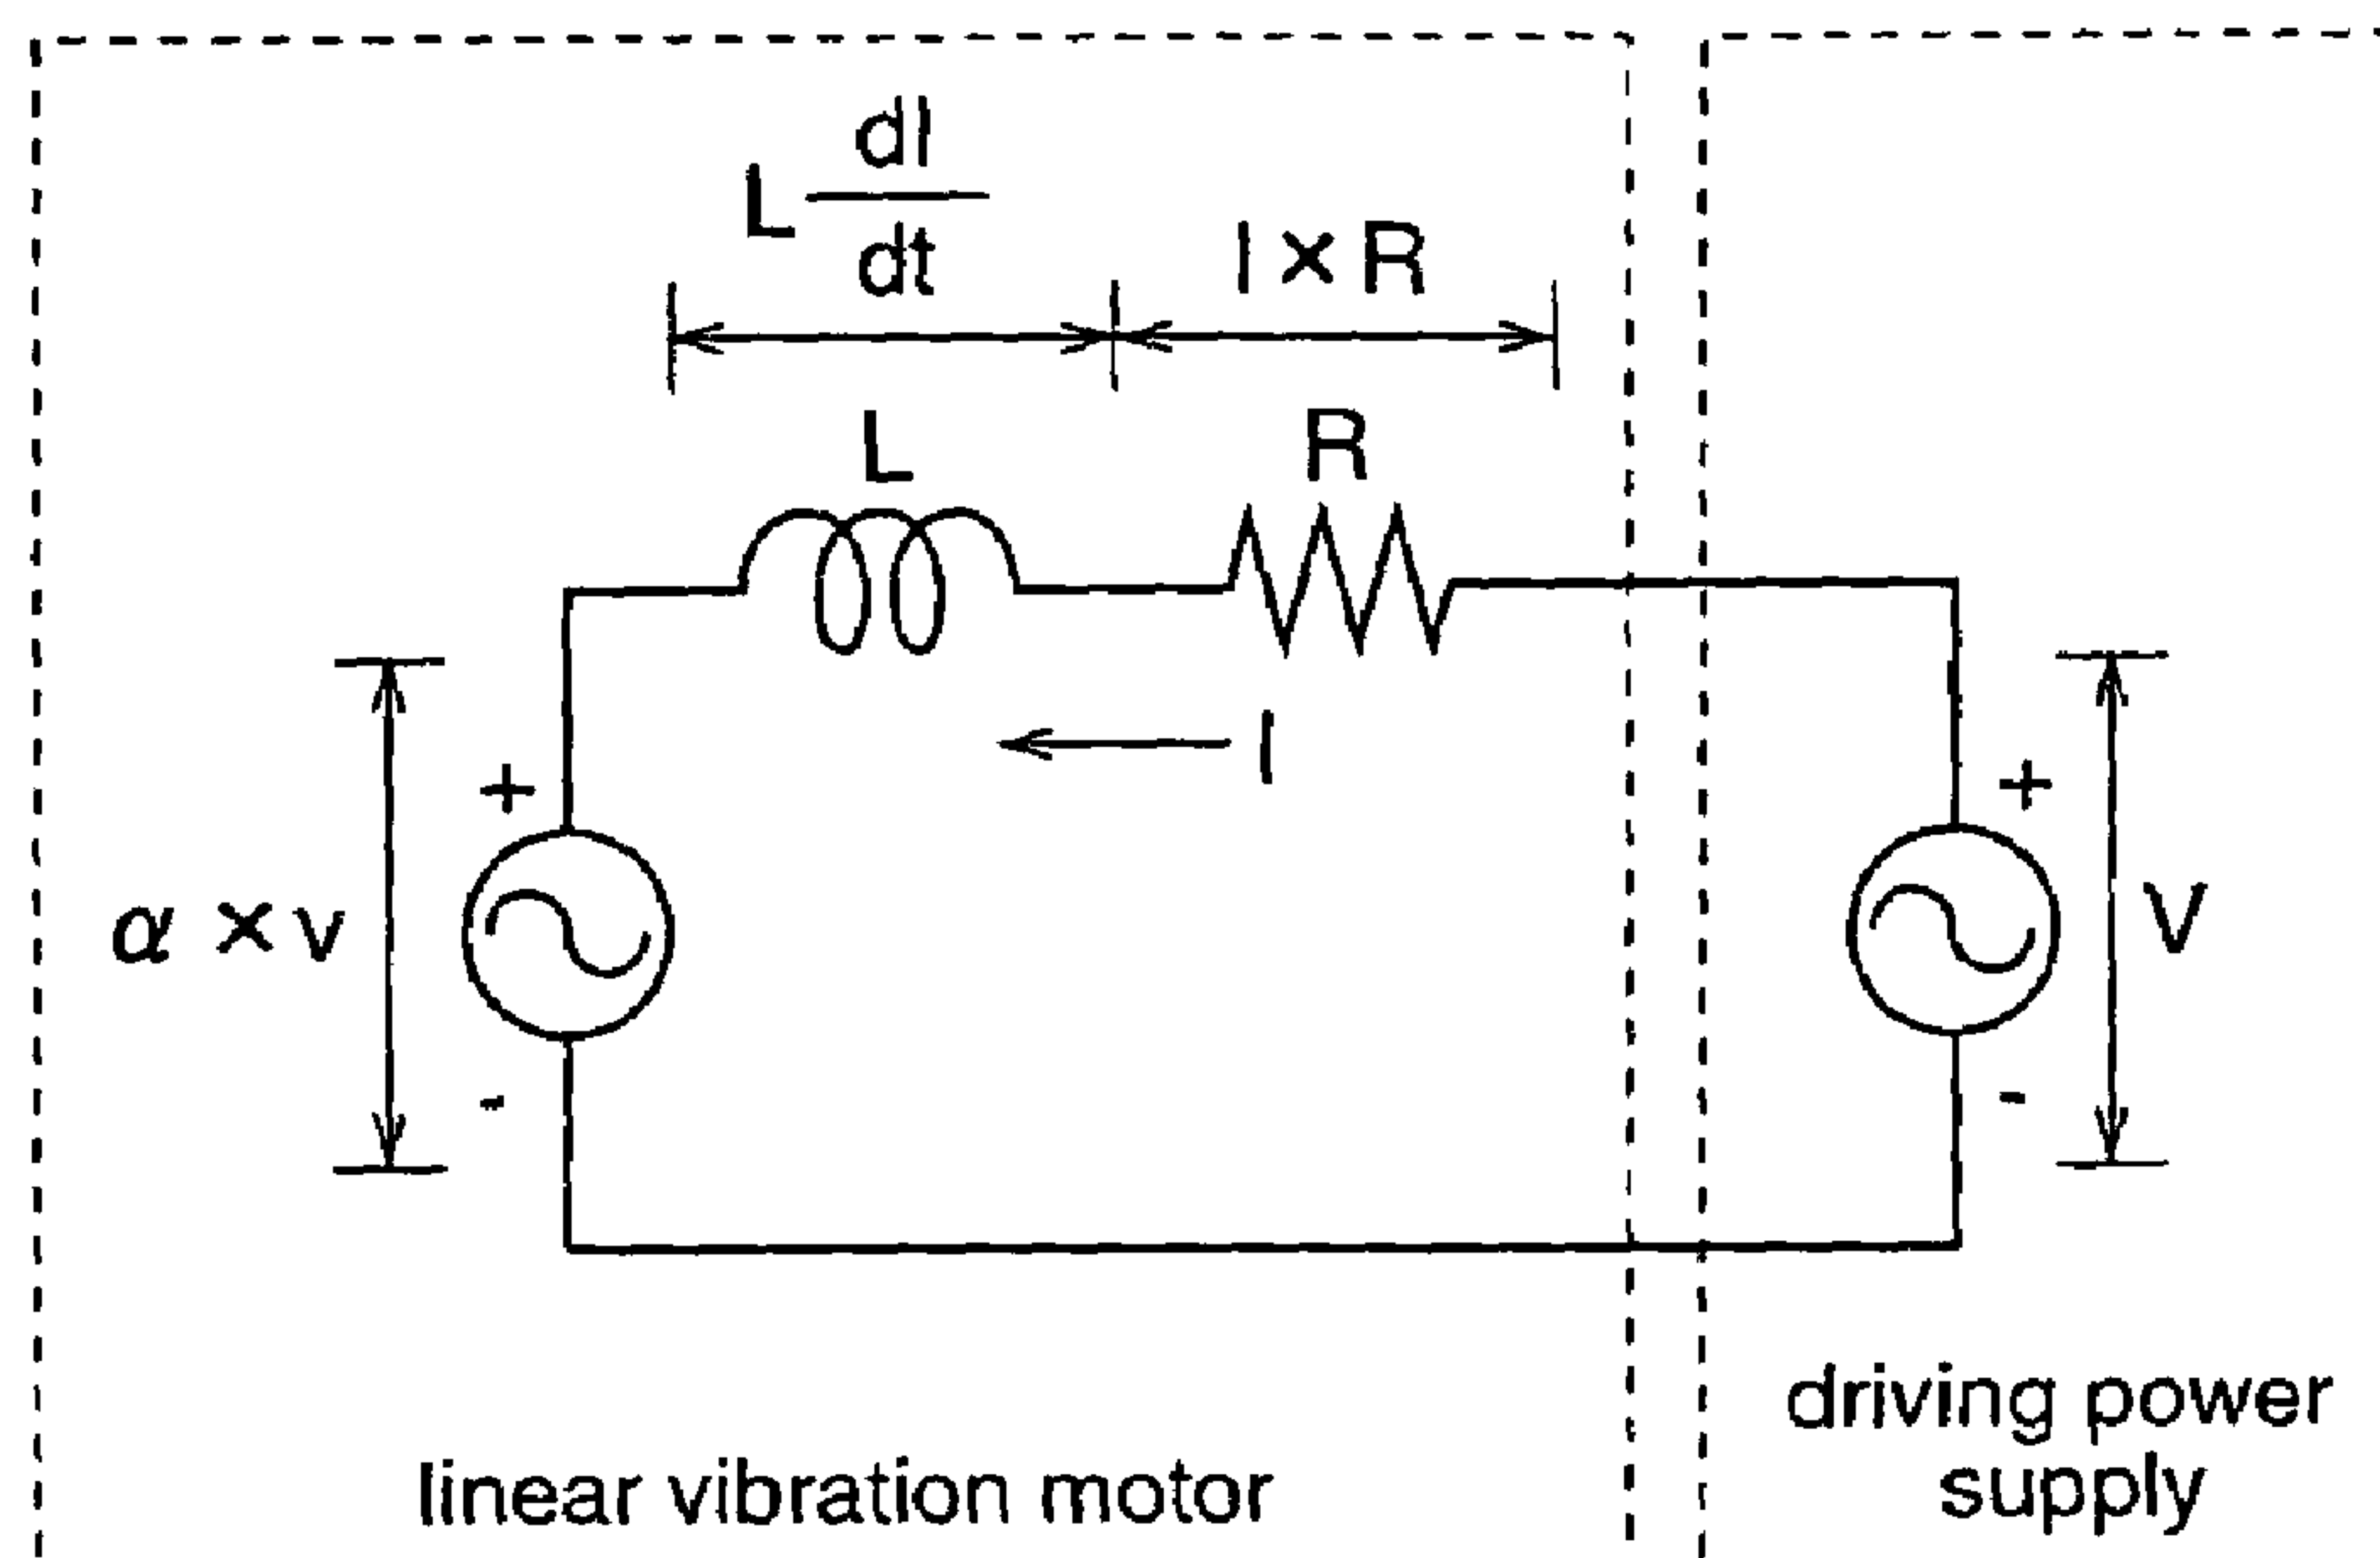 L dI/dt
I × R
L
R
I
+
+
α × v
V
-
-
driving power
supply
linear vibration motor